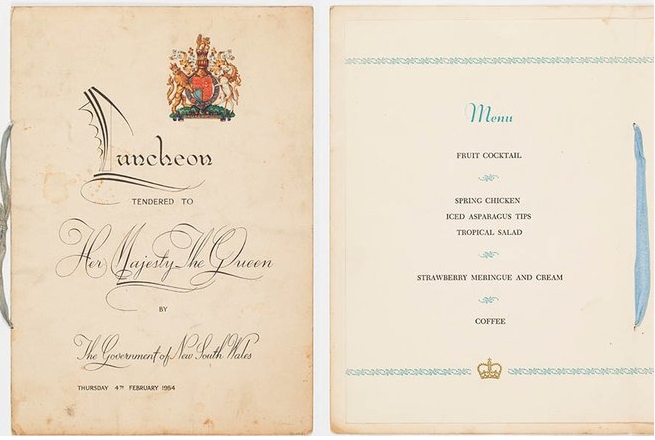 Luncheon
TENDERED TO
Her Majesty The Queen
BY
The Government of New South Wales
THURSDAY 4TH FEBRUARY 1954
Menu
FRUIT COCKTAIL
SPRING CHICKEN
ICED ASPARAGUS TIPS
TROPICAL SALAD
STRAWBERRY MERINGUE AND CREAM
COFFEE